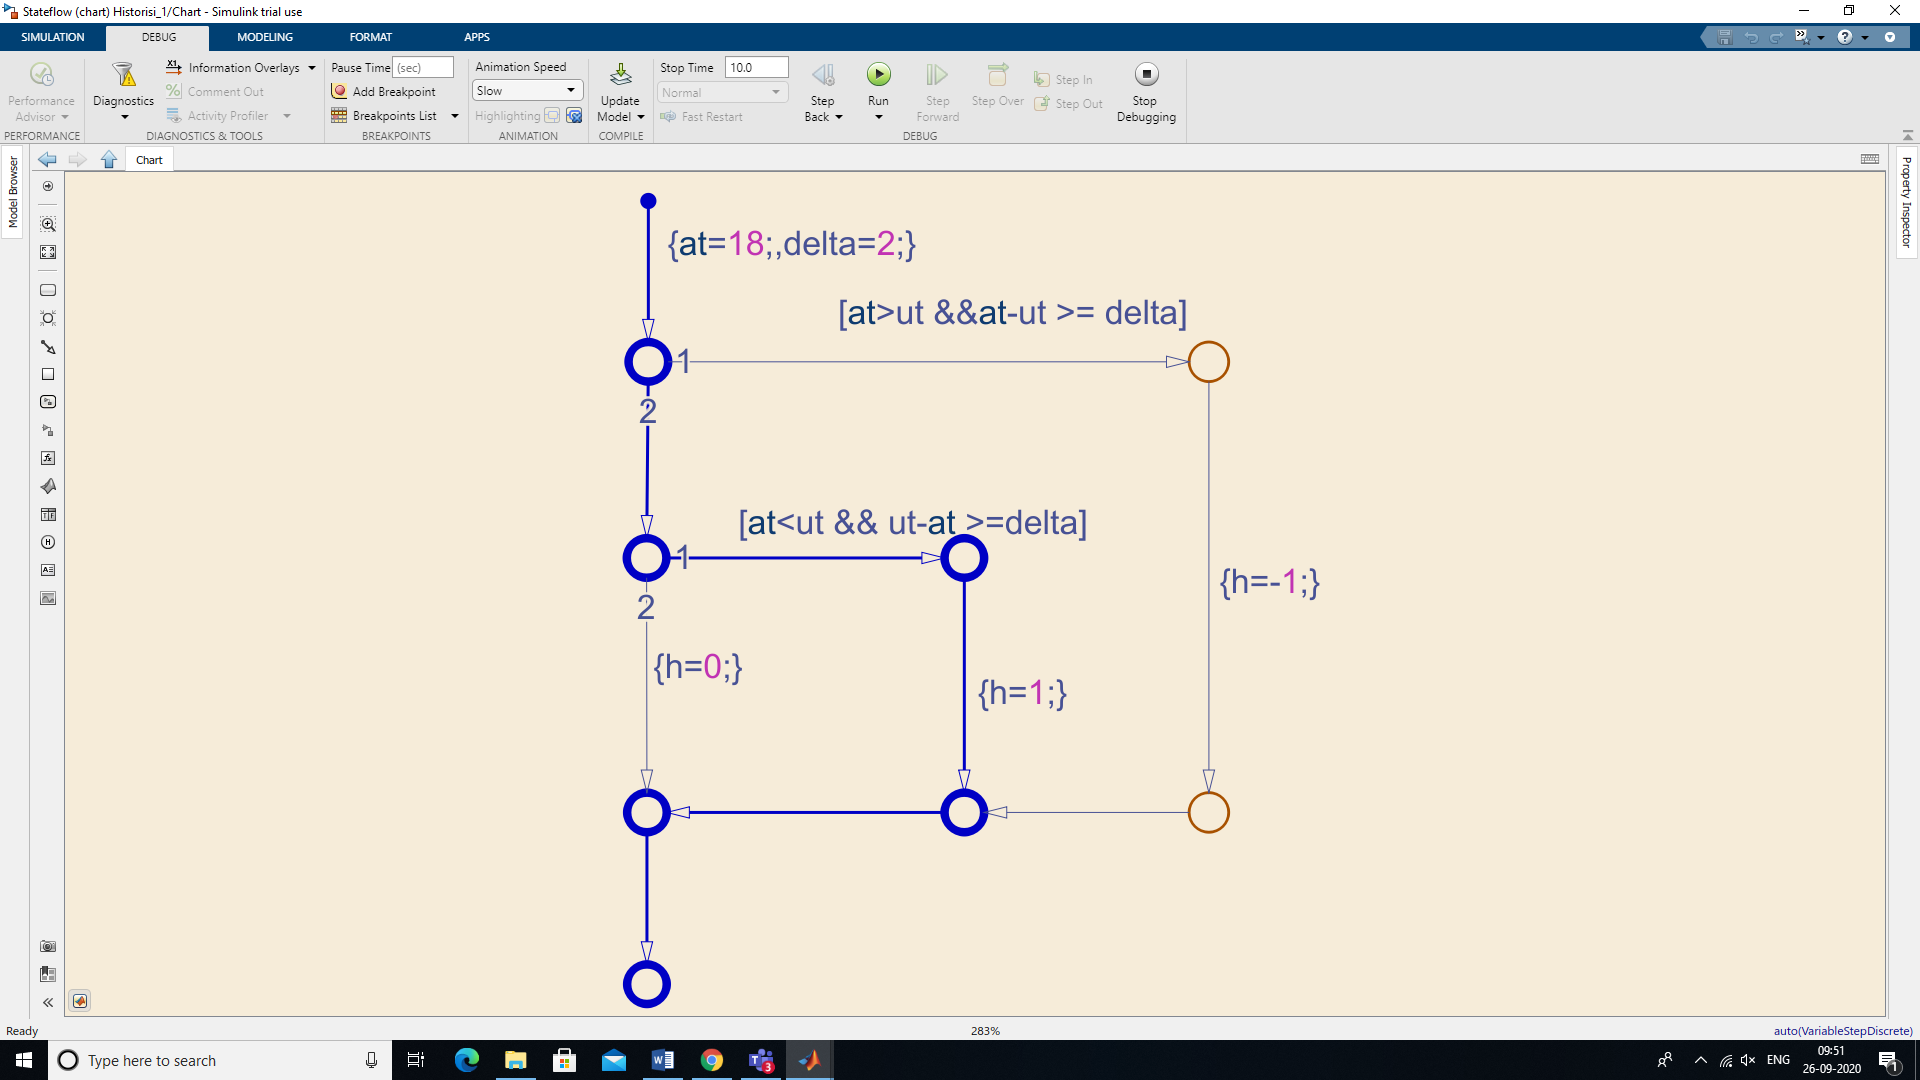 Stateflow (chart) Historisi_1/Chart - Simulink trial use
SIMULATION DEBUG MODELING FORMAT APPS
Performance Advisor
PERFORMANCE
Diagnostics
Information Overlays
Comment Out
Activity Profiler
DIAGNOSTICS & TOOLS
Pause Time (sec)
Add Breakpoint
Breakpoints List
BREAKPOINTS
Animation Speed
Slow
Highlighting
ANIMATION
Update Model
COMPILE
Stop Time 10.0
Normal
Fast Restart
Step Back
Run
Step Forward
Step Over
Step In
Step Out
Stop Debugging
DEBUG
Model Browser
Chart
Property Inspector
{at=18;,delta=2;}
[at>ut &&at-ut >= delta]
1
2
[at<ut && ut-at >=delta]
1
{h=-1;}
2
{h=0;}
{h=1;}
Ready
283%
auto(VariableStepDiscrete)
Type here to search
3
ENG
09:51
26-09-2020
1